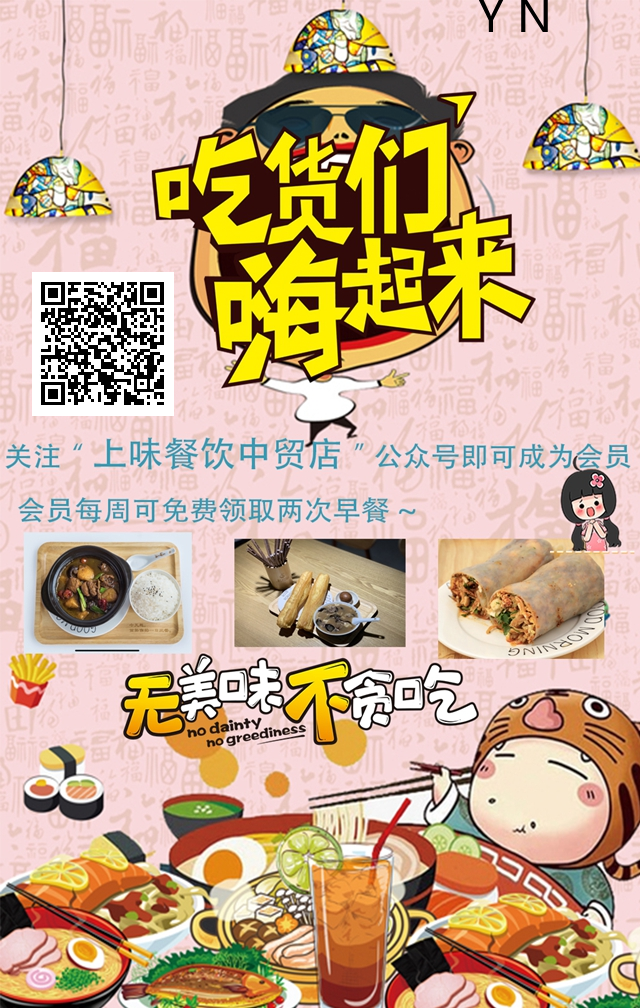 Y N
吃货们
嗨起来
关注“上味餐饮中贸店”公众号即可成为会员
会员每周可免费领取两次早餐~
GOOD MORNING
无美味不贪吃
no dainty
no greediness